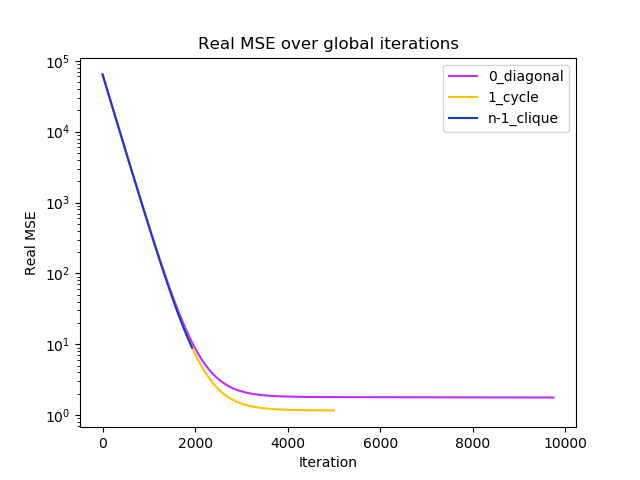 Real MSE over global iterations
0_diagonal
1_cycle
n-1_clique
Real MSE
10^5
10^4
10^3
10^2
10^1
10^0
0 2000 4000 6000 8000 10000
Iteration